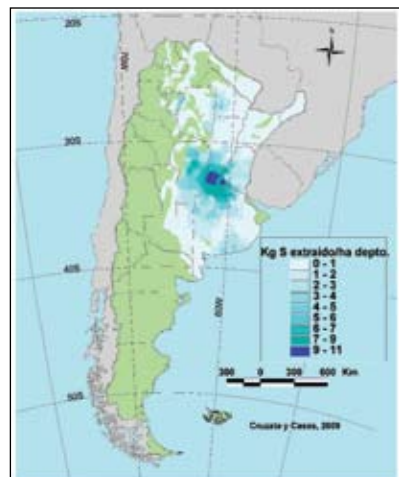 20S
70W
30S
Kg S extraído/ha depto.
0 - 1
1 - 2
2 - 3
3 - 4
4 - 5
5 - 6
6 - 7
7 - 9
9 - 11
40S
60W
300 0 300 600 Km.
50S
Cruzate y Casas, 2009